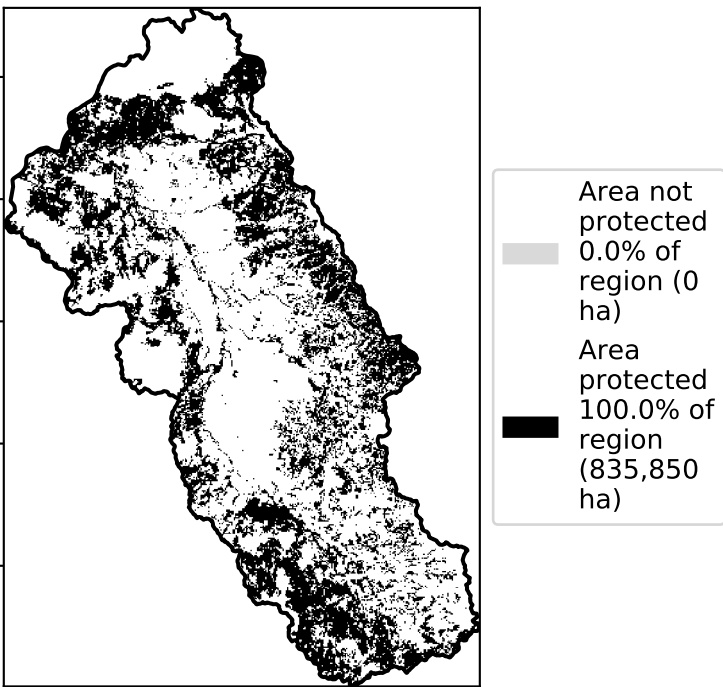 Area not
protected
0.0% of
region (0
ha)
Area
protected
100.0% of
region
(835,850
ha)